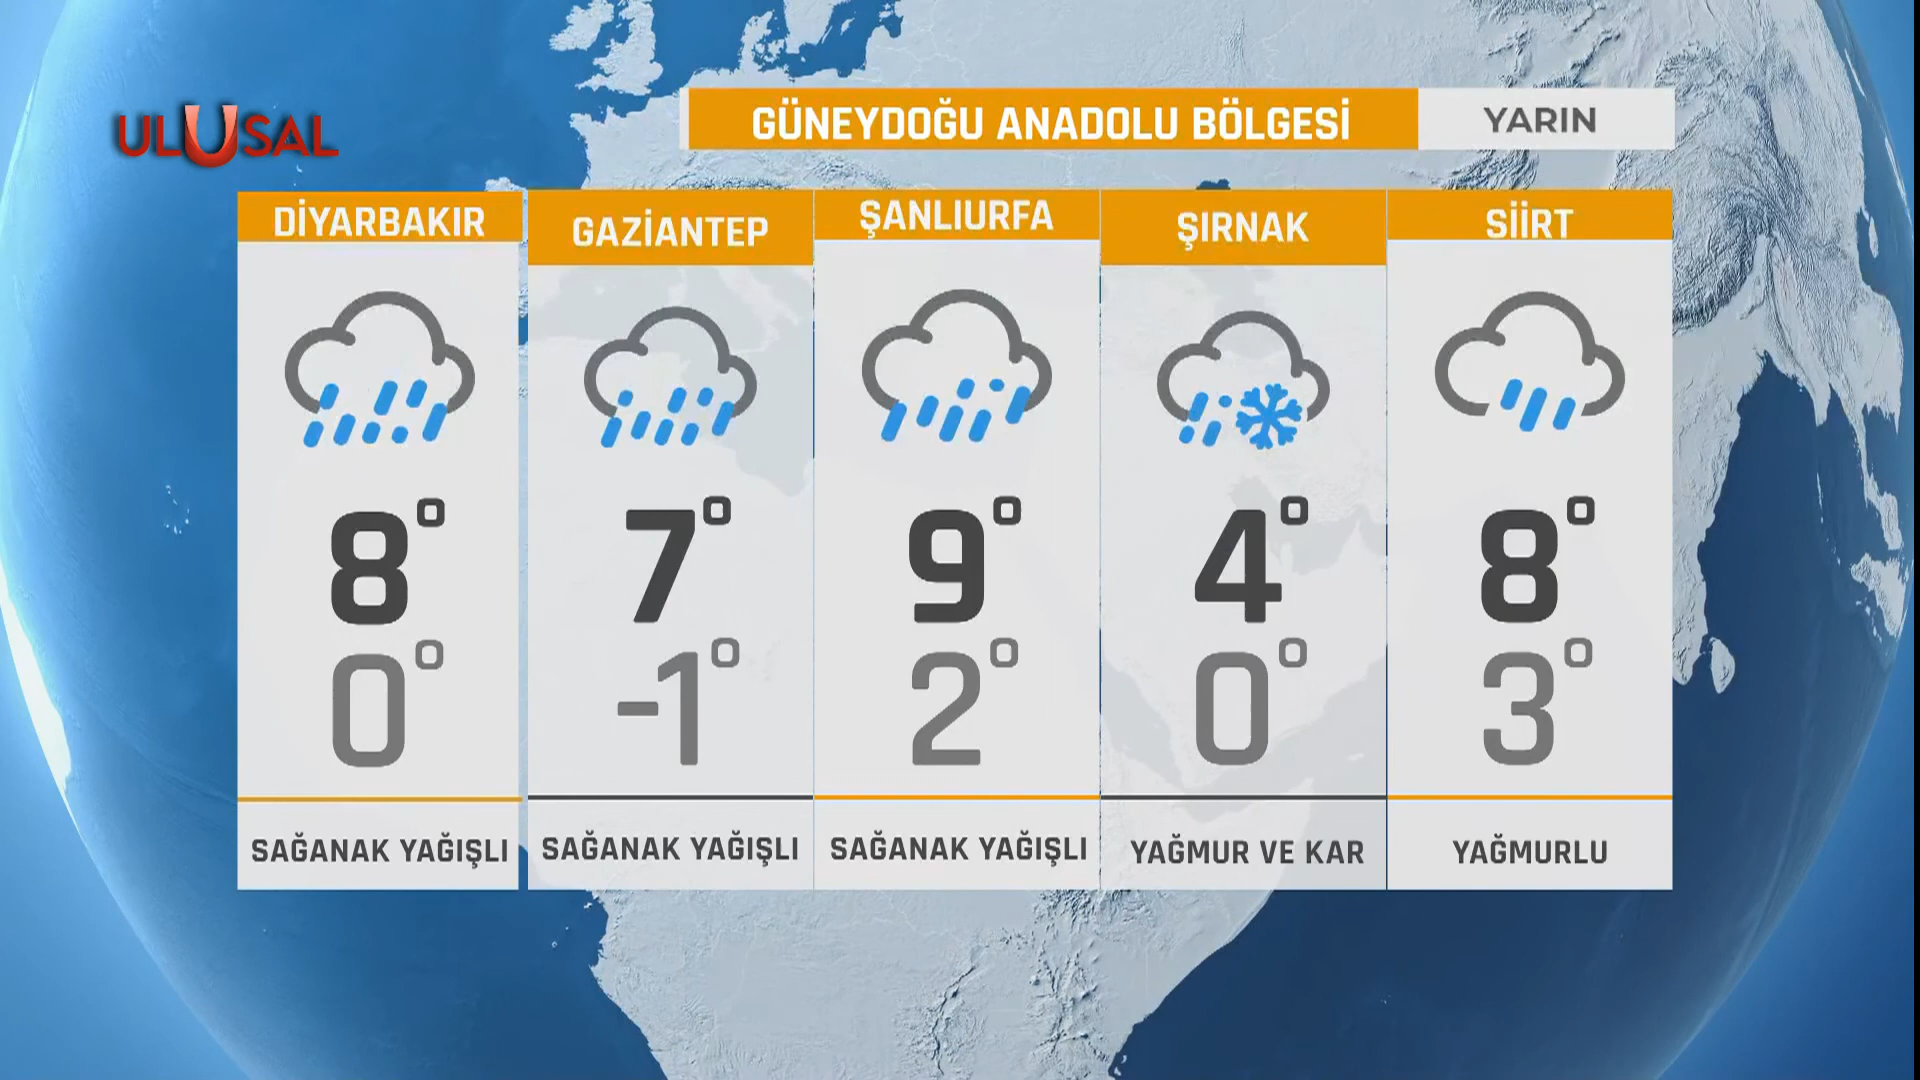 ULUSAL
GÜNEYDOĞU ANADOLU BÖLGESİ
YARIN
DİYARBAKIR
GAZİANTEP
ŞANLIURFA
ŞIRNAK
SİİRT
8°
7°
9°
4°
8°
0°
-1°
2°
0°
3°
SAĞANAK YAĞIŞLI
SAĞANAK YAĞIŞLI
SAĞANAK YAĞIŞLI
YAĞMUR VE KAR
YAĞMURLU